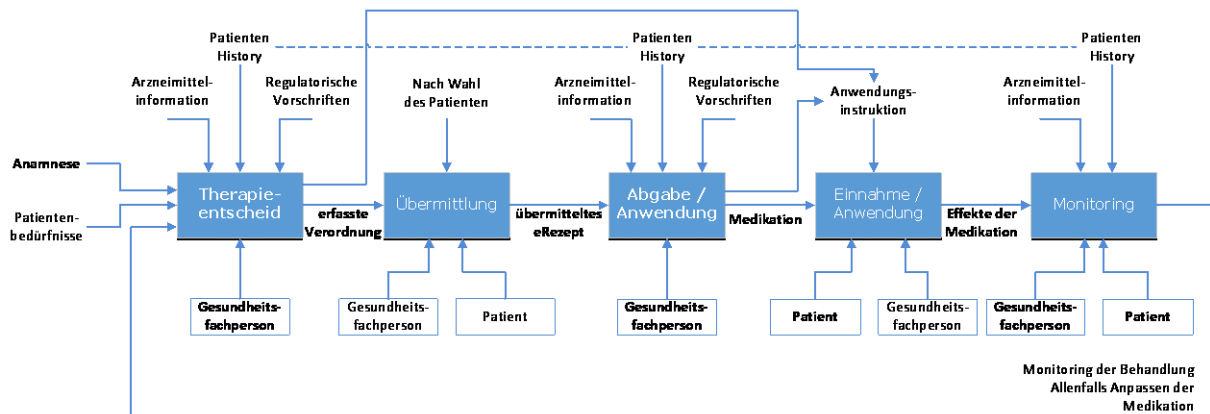 Patienten
History
Patienten
History
Patienten
History
Arzneimittel-
information
Regulatorische
Vorschriften
Nach Wahl
des Patienten
Arzneimittel-
information
Regulatorische
Vorschriften
Anwendungs-
instruktion
Arzneimittel-
information
Anamnese
Patienten-
bedürfnisse
Therapie-
entscheid
erfasste
Verordnung
Übermittlung
übermitteltes
eRezept
Abgabe /
Anwendung
Medikation
Einnahme /
Anwendung
Effekte der
Medikation
Monitoring
Gesundheits-
fachperson
Gesundheits-
fachperson
Patient
Gesundheits-
fachperson
Patient
Gesundheits-
fachperson
Gesundheits-
fachperson
Patient
Monitoring der Behandlung
Allenfalls Anpassen der
Medikation